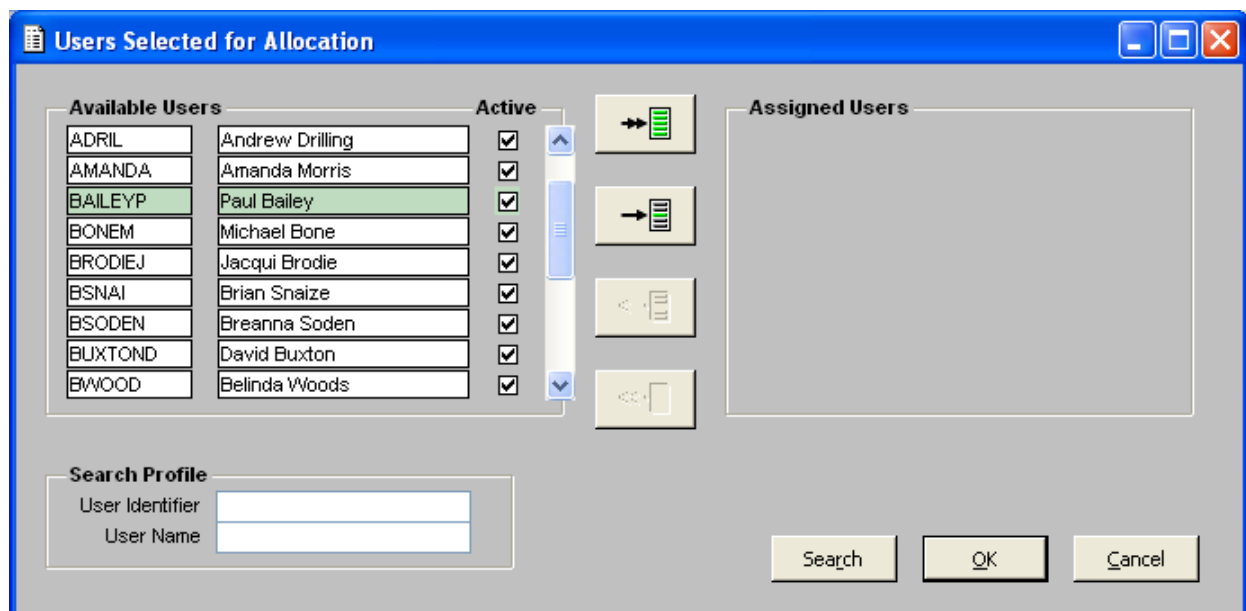 Users Selected for Allocation
Available Users Active
ADRIL Andrew Drilling
AMANDA Amanda Morris
BAILEYP Paul Bailey
BONEM Michael Bone
BRODIEJ Jacqui Brodie
BSNAI Brian Snaize
BSODEN Breanna Soden
BUXTOND David Buxton
BWOOD Belinda Woods
Assigned Users
Search Profile
User Identifier
User Name
Search OK Cancel